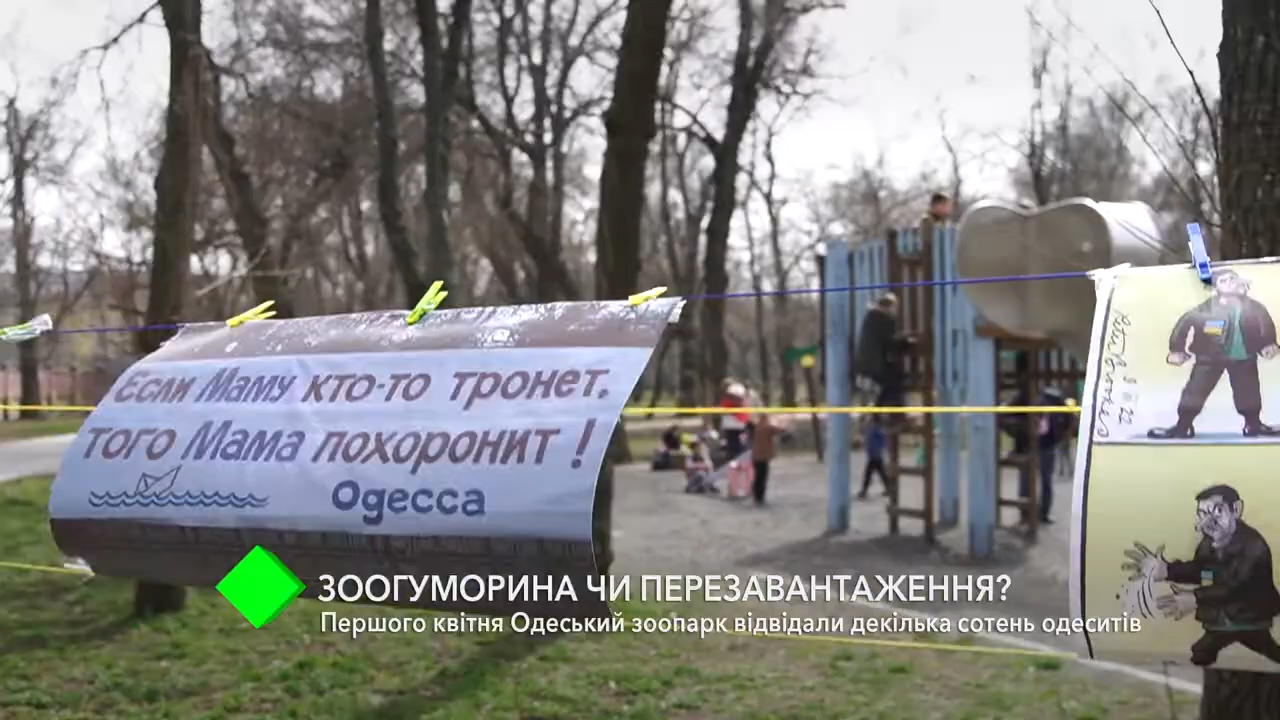 Если Маму кто-то тронет,
того Мама похоронит !
Одесса
22
ЗООГУМОРИНА ЧИ ПЕРЕЗАВАНТАЖЕННЯ?
Першого квітня Одеський зоопарк відвідали декілька сотень одеситів